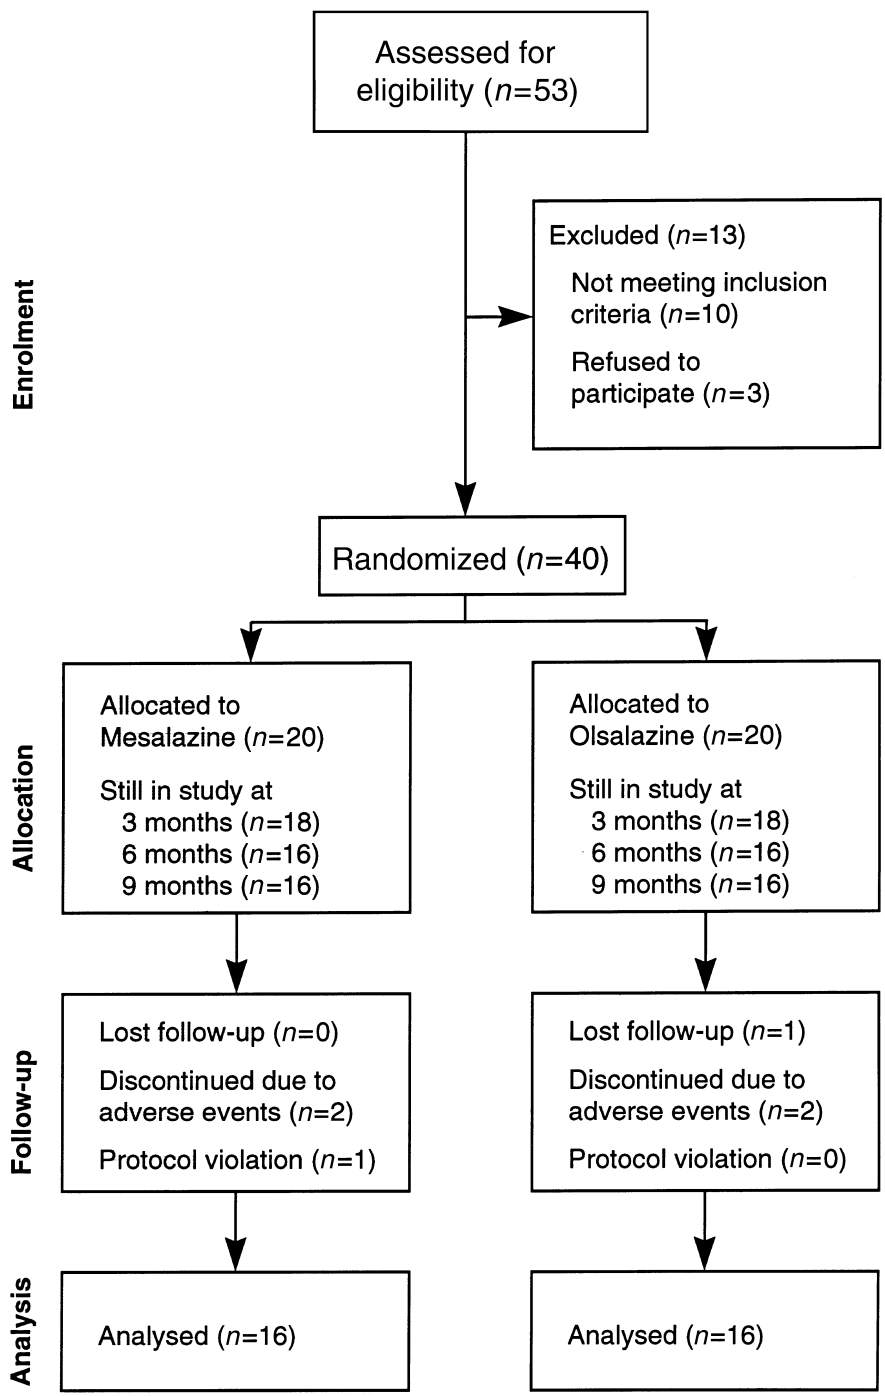 Assessed for
eligibility (n=53)
Enrolment
Excluded (n=13)
Not meeting inclusion
criteria (n=10)
Refused to
participate (n=3)
Randomized (n=40)
Allocation
Allocated to
Mesalazine (n=20)
Still in study at
3 months (n=18)
6 months (n=16)
9 months (n=16)
Allocated to
Olsalazine (n=20)
Still in study at
3 months (n=18)
6 months (n=16)
9 months (n=16)
Follow-up
Lost follow-up (n=0)
Discontinued due to
adverse events (n=2)
Protocol violation (n=1)
Lost follow-up (n=1)
Discontinued due to
adverse events (n=2)
Protocol violation (n=0)
Analysis
Analysed (n=16)
Analysed (n=16)